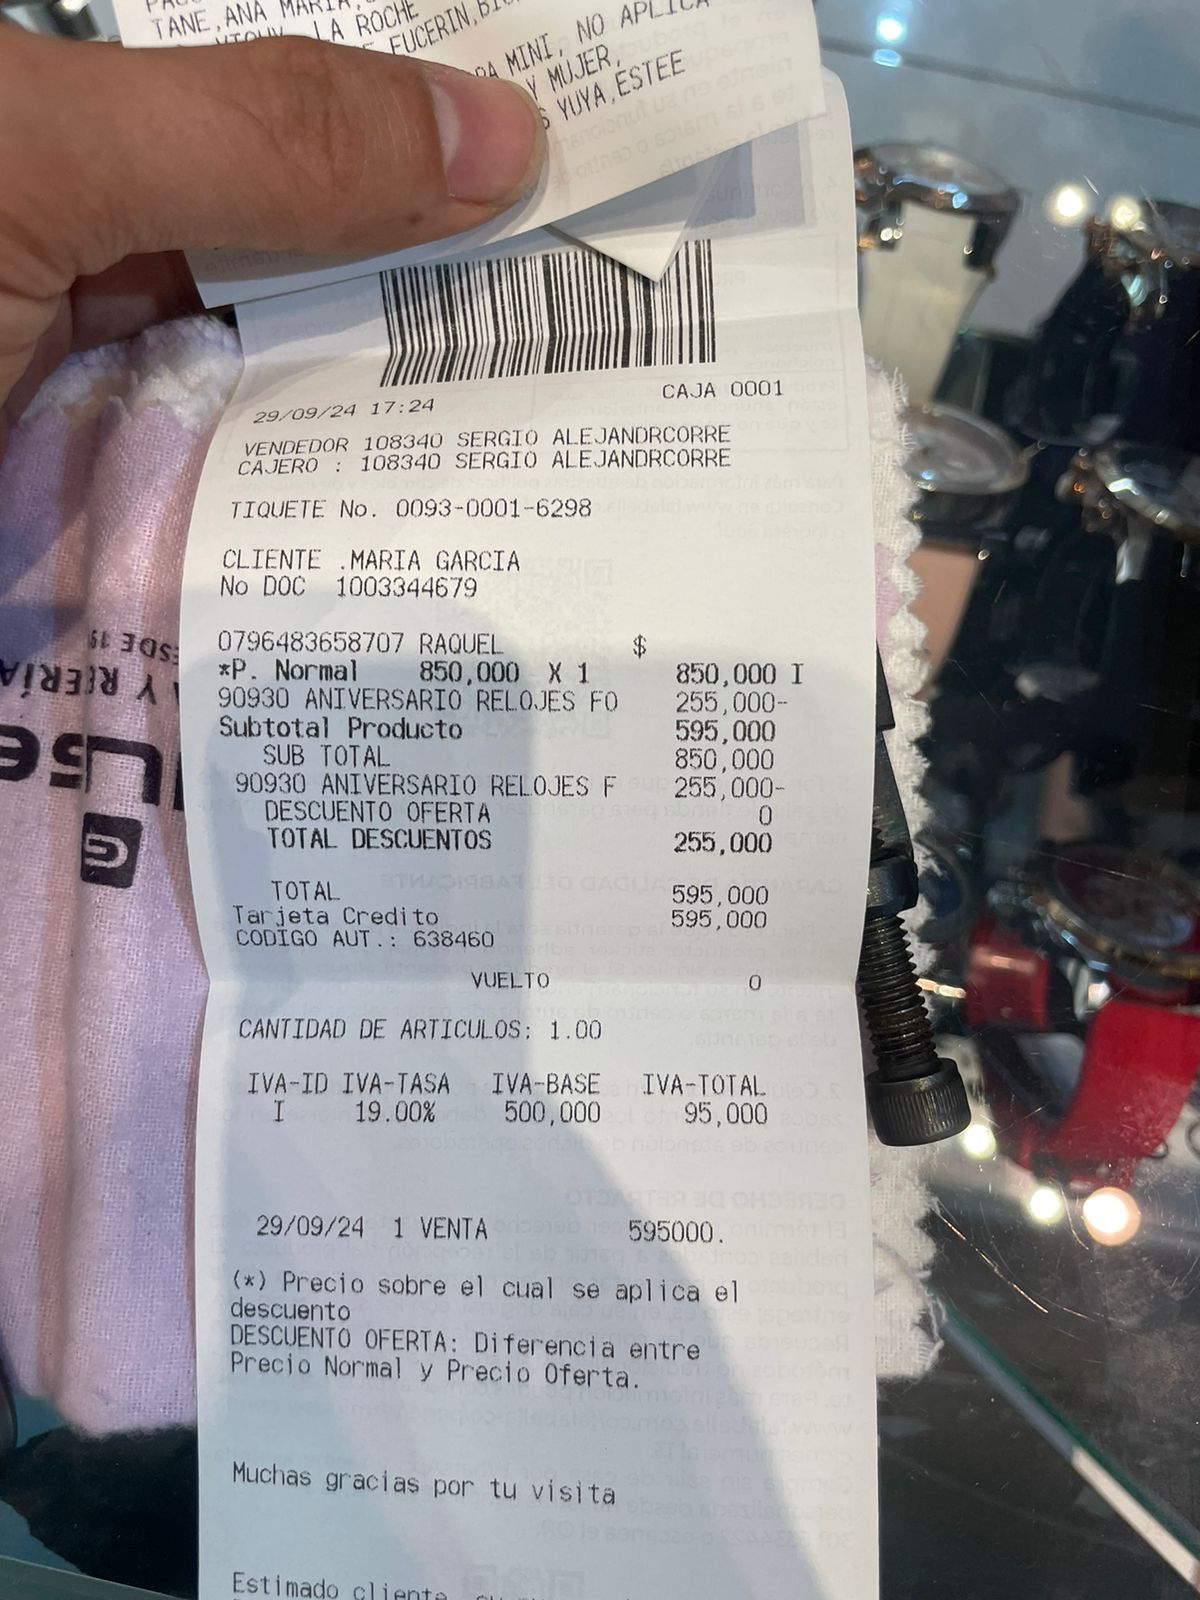 TANE, ANA MARIA,
VICHY, LA ROCHE
EUCERIN,
MINI, NO APLICA
Y MUJER,
YUYA, ESTEE
CAJA 0001
29/09/24 17:24
VENDEDOR 108340 SERGIO ALEJANDRCORRE
CAJERO : 108340 SERGIO ALEJANDRCORRE
TIQUETE No. 0093-0001-6298
CLIENTE .MARIA GARCIA
No DOC 1003344679
0796483658707 RAQUEL $
*P. Normal 850,000 X 1 850,000 I
90930 ANIVERSARIO RELOJES FO 255,000-
Subtotal Producto 595,000
SUB TOTAL 850,000
90930 ANIVERSARIO RELOJES F 255,000-
DESCUENTO OFERTA 0
TOTAL DESCUENTOS 255,000
TOTAL 595,000
Tarjeta Credito 595,000
CODIGO AUT.: 638460
VUELTO 0
CANTIDAD DE ARTICULOS: 1.00
IVA-ID IVA-TASA IVA-BASE IVA-TOTAL
I 19.00% 500,000 95,000
29/09/24 1 VENTA 595000.
(*) Precio sobre el cual se aplica el
descuento
DESCUENTO OFERTA: Diferencia entre
Precio Normal y Precio Oferta.
Muchas gracias por tu visita
Estimado cliente